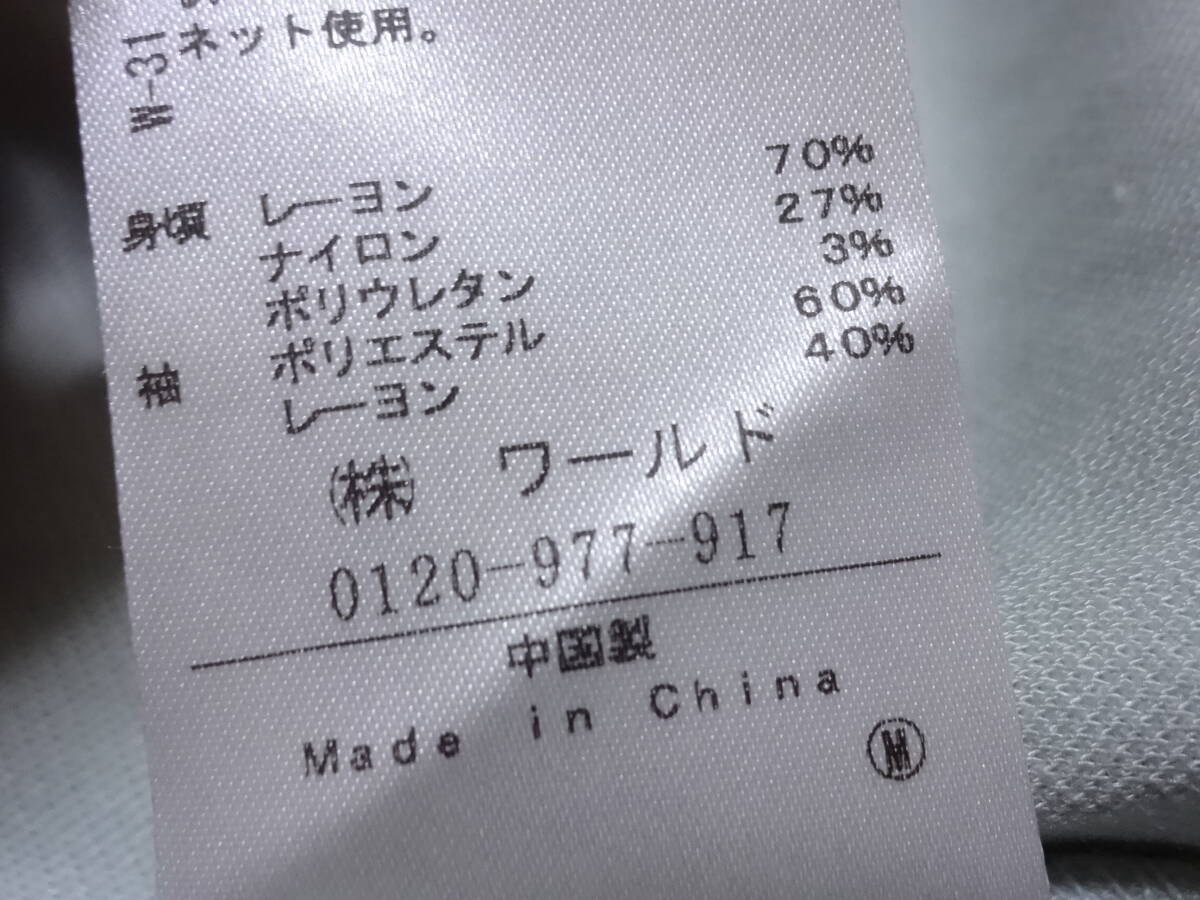 ネット使用。
W-31
身頃 レーヨン 70%
ナイロン 27%
ポリウレタン 3%
袖 ポリエステル 60%
レーヨン 40%
㈱ ワールド
0120-977-917
中国製
Made in China
Ⓜ